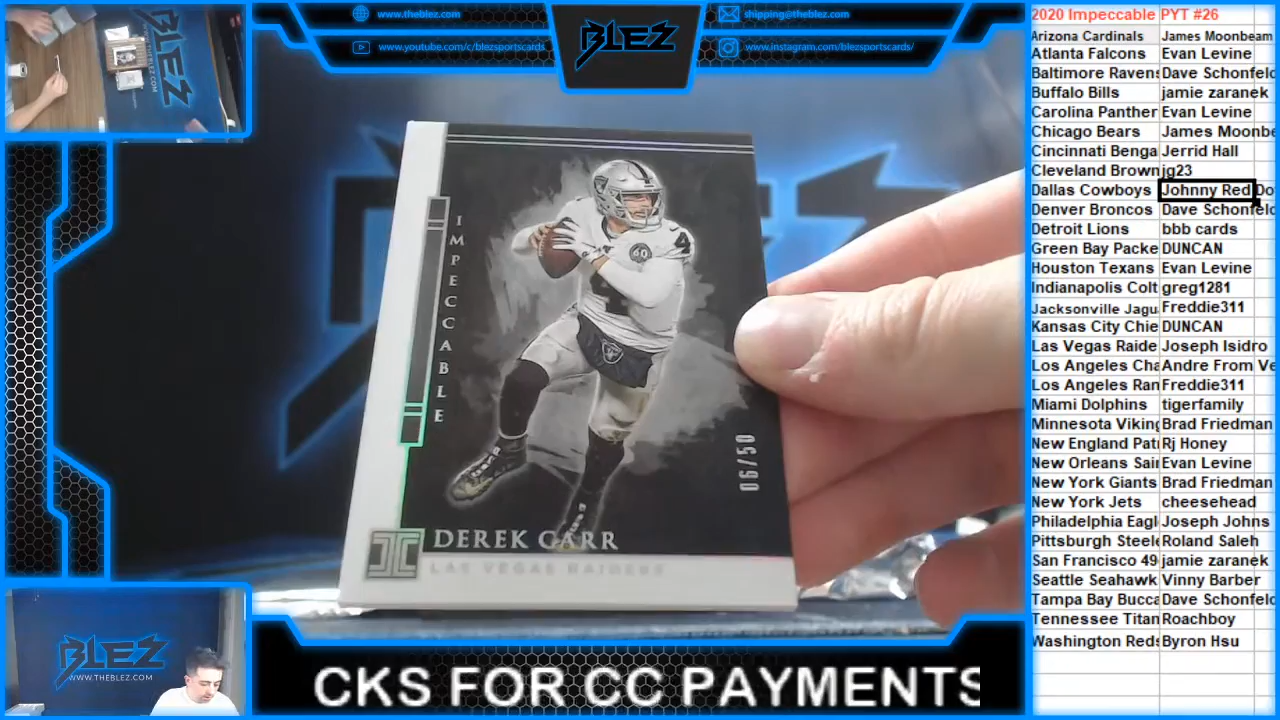 www.theblez.com
www.youtube.com/c/blezsportscards
BLEZ
shipping@theblez.com
www.instagram.com/blezsportscards/
BLEZ
.COM
IMPECCABLE
4
60
06/50
DEREK CARR
LAS VEGAS RAIDERS
BLEZ
WWW.THEBLEZ.COM
CKS FOR CC PAYMENTS
2020 Impeccable PYT #26
Arizona Cardinals James Moonbeam
Atlanta Falcons Evan Levine
Baltimore Ravens Dave Schonfeld
Buffalo Bills jamie zaranek
Carolina Panther Evan Levine
Chicago Bears James Moonbe
Cincinnati Benga Jerrid Hall
Cleveland Brown jg23
Dallas Cowboys Johnny Red Do
Denver Broncos Dave Schonfeld
Detroit Lions bbb cards
Green Bay Packe DUNCAN
Houston Texans Evan Levine
Indianapolis Colt greg1281
Jacksonville Jagu Freddie311
Kansas City Chie DUNCAN
Las Vegas Raide Joseph Isidro
Los Angeles Cha Andre From Ve
Los Angeles Ran Freddie311
Miami Dolphins tigerfamily
Minnesota Viking Brad Friedman
New England Pat Rj Honey
New Orleans Sai Evan Levine
New York Giants Brad Friedman
New York Jets cheesehead
Philadelphia Eagl Joseph Johns
Pittsburgh Steele Roland Saleh
San Francisco 49 jamie zaranek
Seattle Seahawk Vinny Barber
Tampa Bay Bucca Dave Schonfeld
Tennessee Titan Roachboy
Washington Reds Byron Hsu